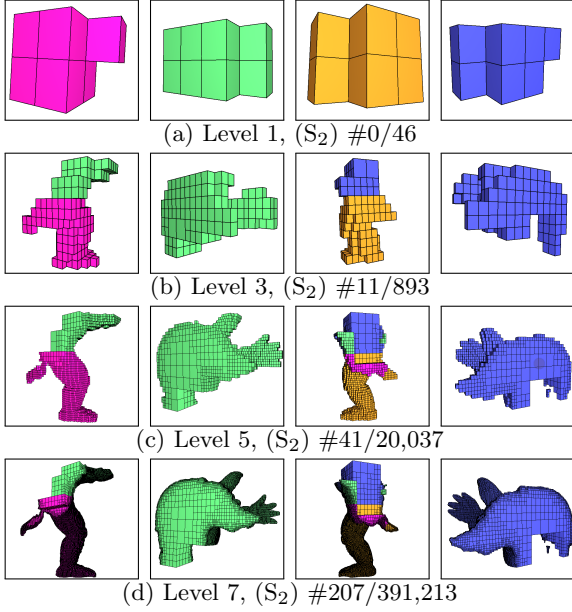 (a) Level 1, (S₂) #0/46
(b) Level 3, (S₂) #11/893
(c) Level 5, (S₂) #41/20,037
(d) Level 7, (S₂) #207/391,213